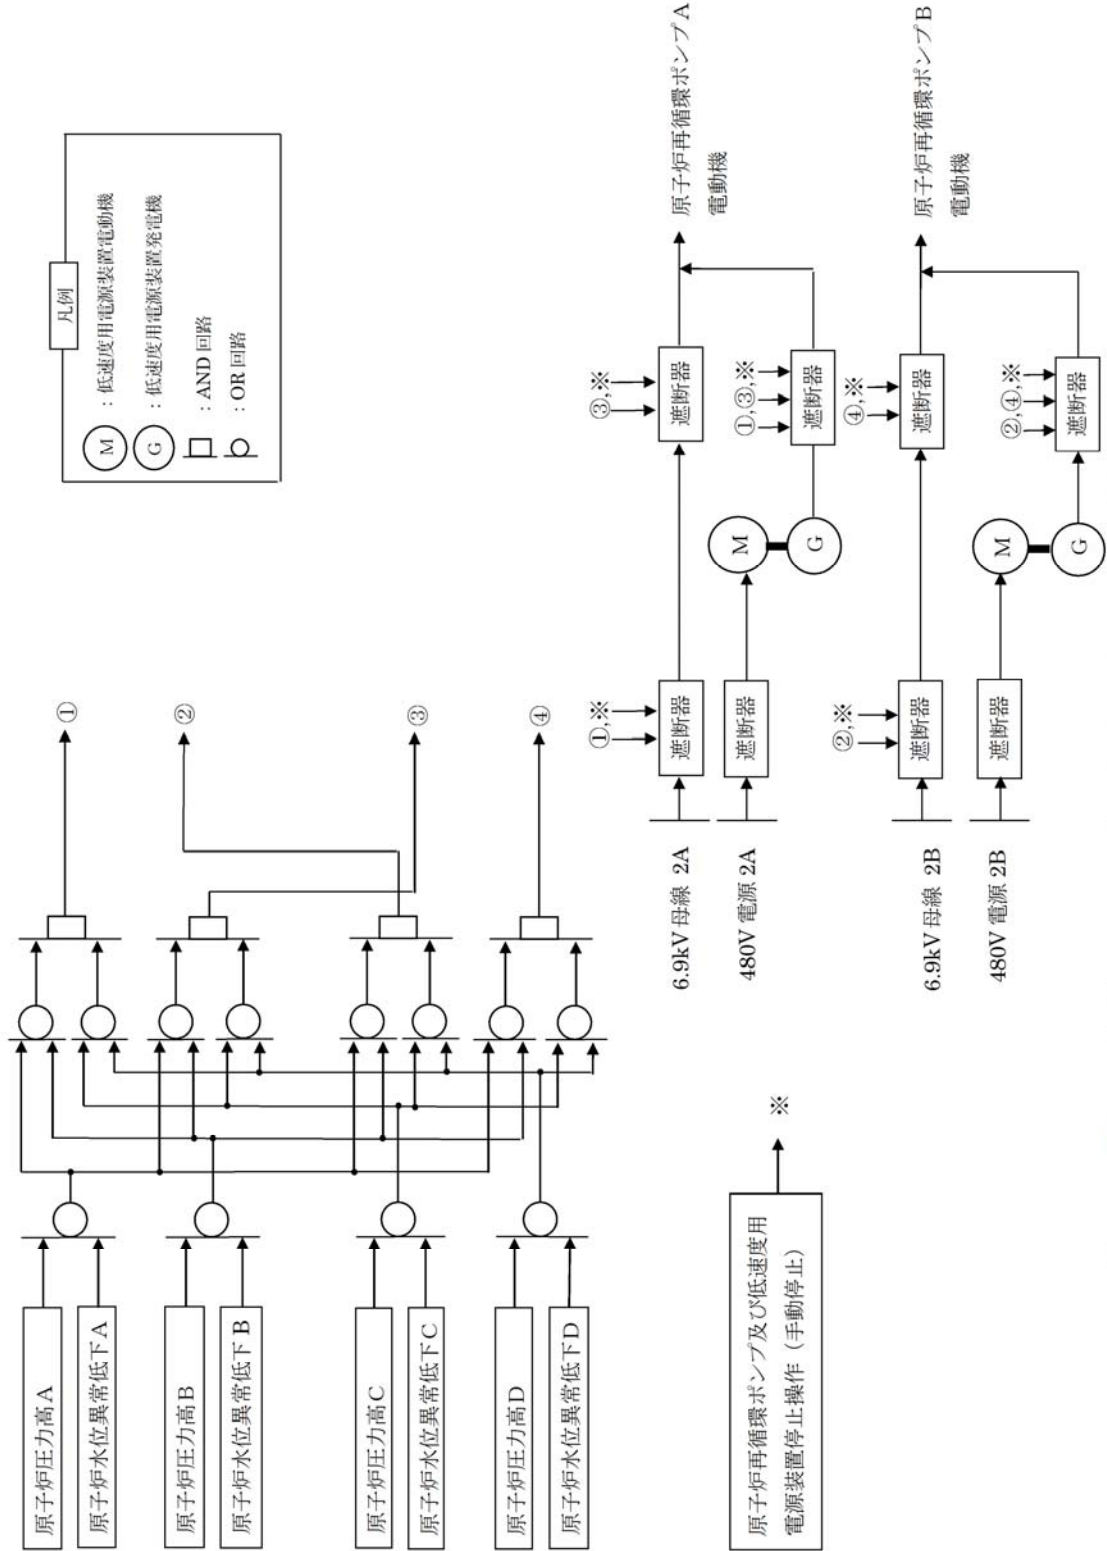 原子炉圧力高A
原子炉水位異常低下A
原子炉圧力高B
原子炉水位異常低下B
原子炉圧力高C
原子炉水位異常低下C
原子炉圧力高D
原子炉水位異常低下D
①
②
③
④
凡例
M
：低速度用電源装置電動機
G
：低速度用電源装置発電機
：AND 回路
：OR 回路
原子炉再循環ポンプ及び低速度用
電源装置停止操作（手動停止）
※
6.9kV 母線 2A
①,※
遮断器
③,※
遮断器
原子炉再循環ポンプA
電動機
480V 電源 2A
遮断器
M
G
①,③,※
遮断器
6.9kV 母線 2B
②,※
遮断器
④,※
遮断器
原子炉再循環ポンプB
電動機
480V 電源 2B
遮断器
M
G
②,④,※
遮断器